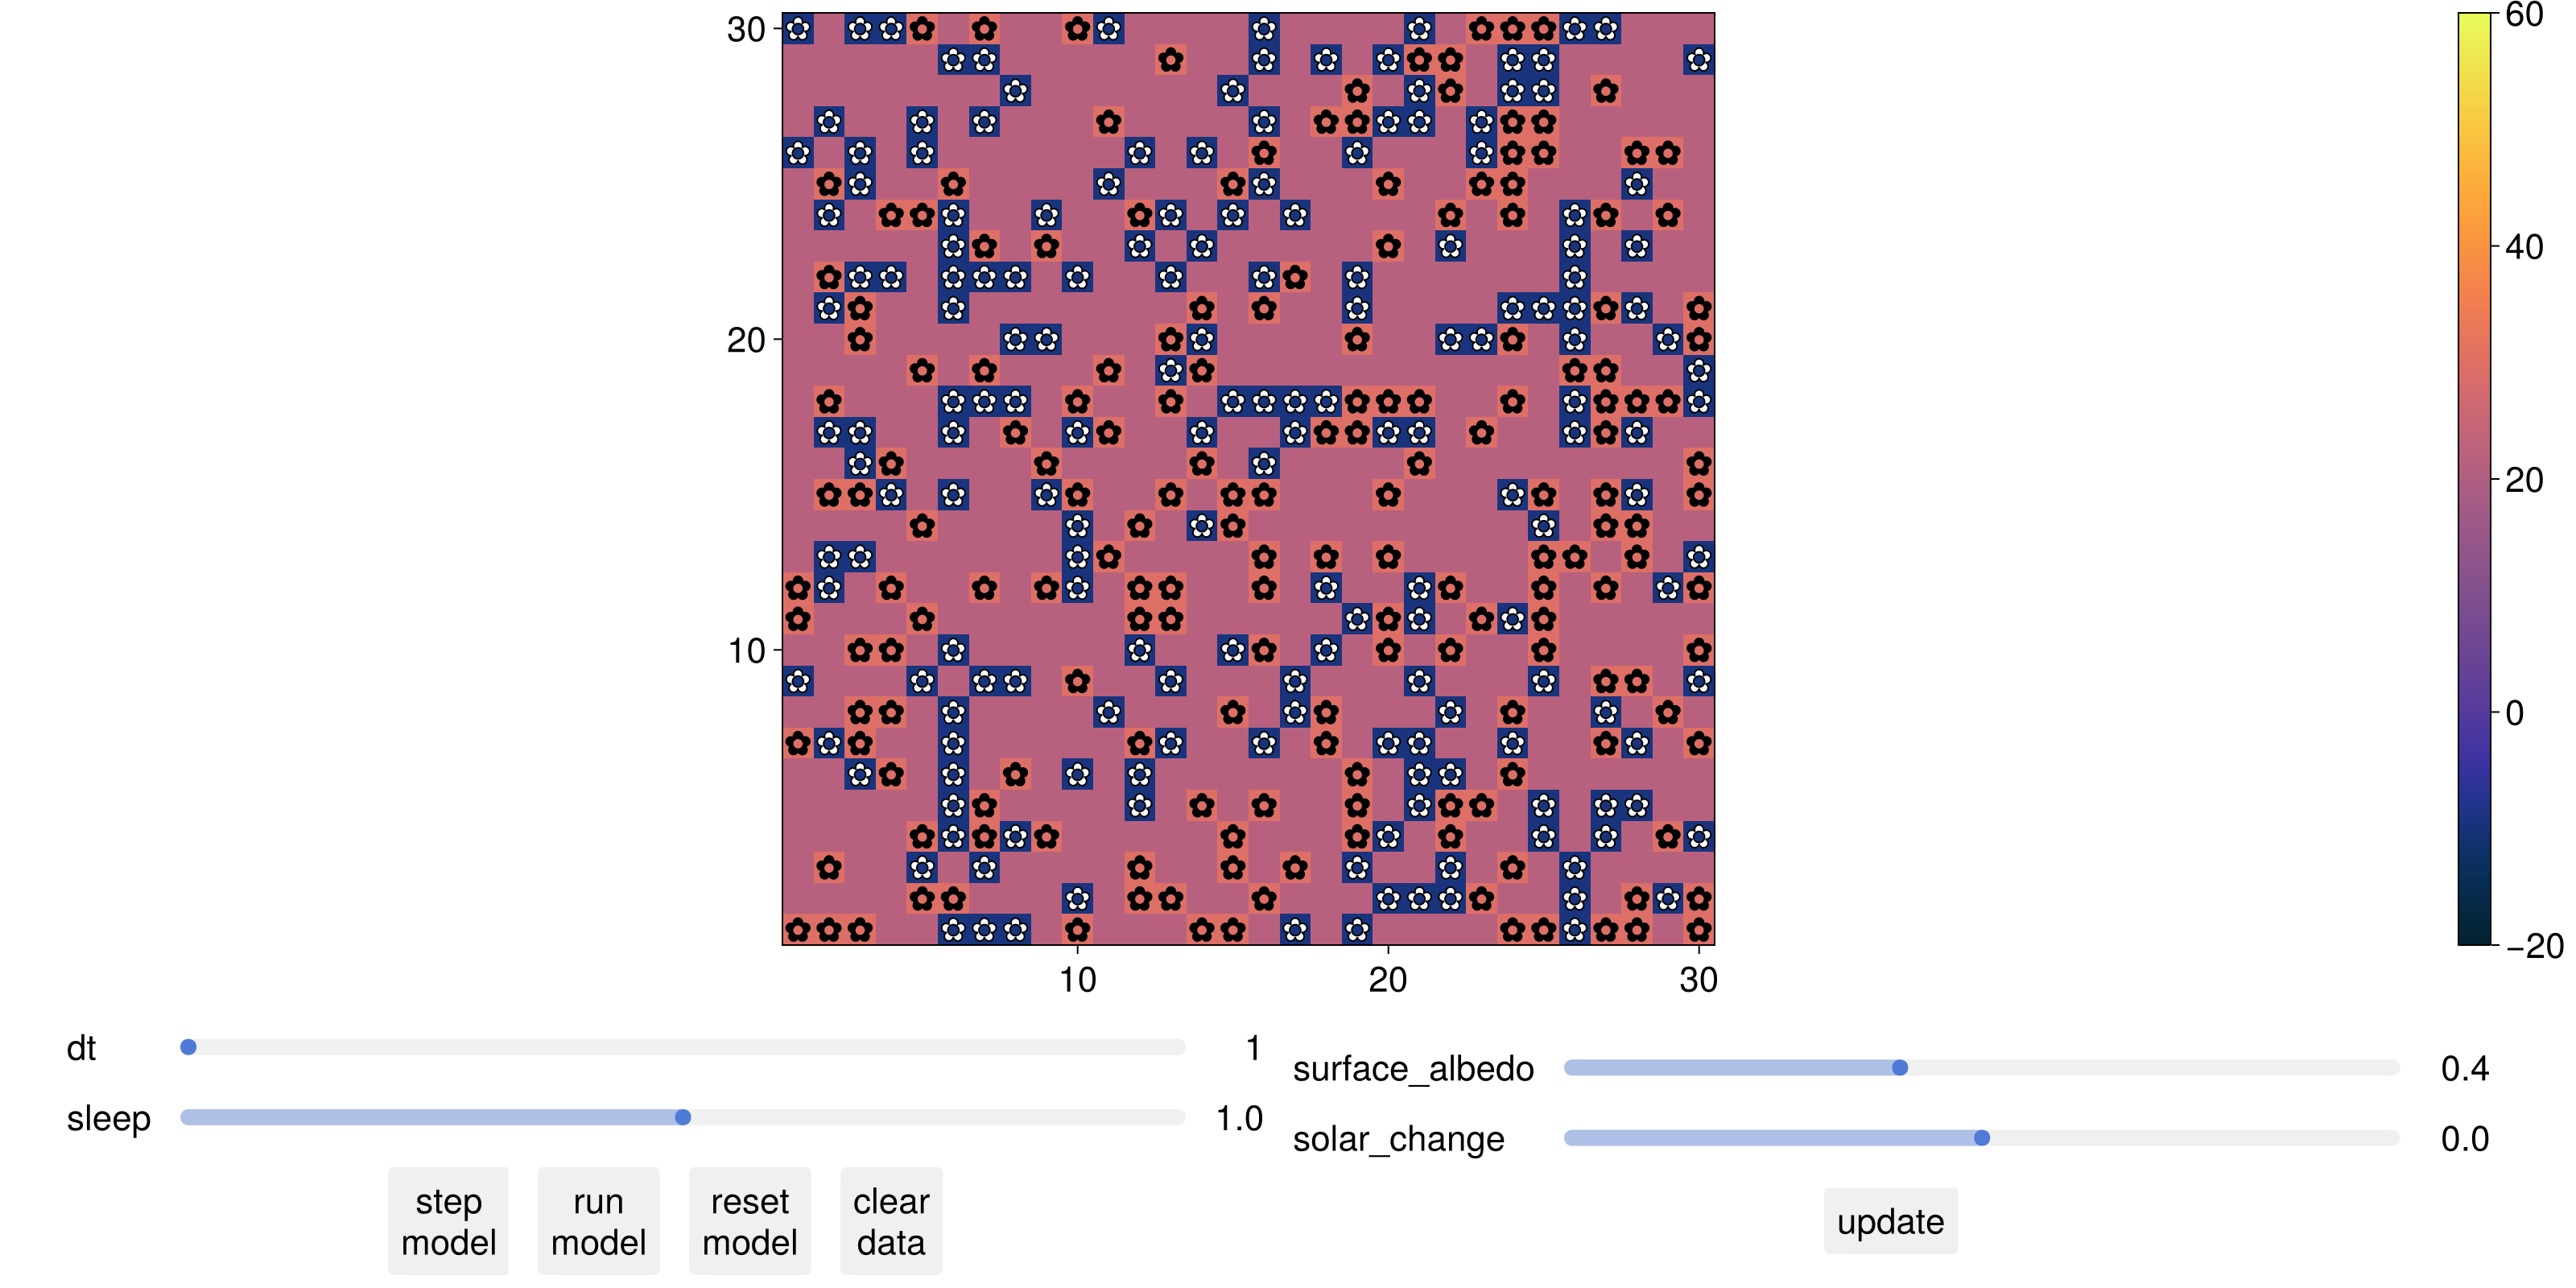 30
20
10
10
20
30
60
40
20
0
−20
dt
1
sleep
1.0
surface_albedo
0.4
solar_change
0.0
step
model
run
model
reset
model
clear
data
update